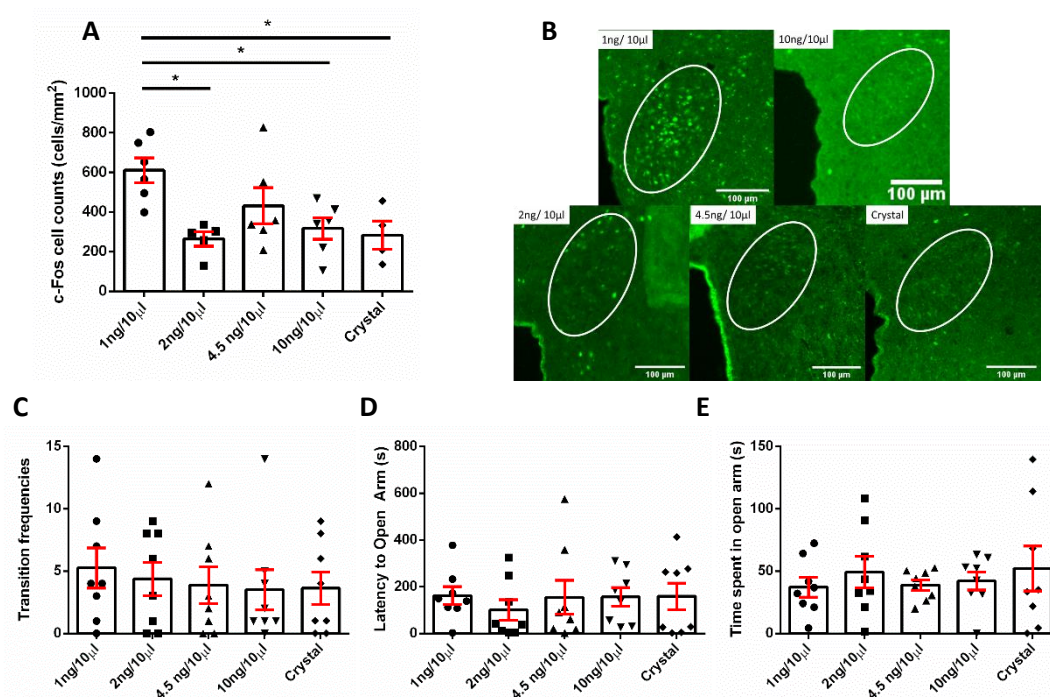 A
*
*
*
c-Fos cell counts (cells/mm²)
1000
800
600
400
200
0
1ng/10µl
2ng/10µl
4.5 ng/10µl
10ng/10µl
Crystal
B
1ng/ 10µl
10ng/10µl
100 µm
100 µm
2ng/ 10µl
4.5ng/ 10µl
Crystal
100 µm
100 µm
100 µm
C
Transition frequencies
15
10
5
0
1ng/10µl
2ng/10µl
4.5 ng/10µl
10ng/10µl
Crystal
D
Latency to Open Arm (s)
800
600
400
200
0
1ng/10µl
2ng/10µl
4.5 ng/10µl
10ng/10µl
Crystal
E
Time spent in open arm (s)
150
100
50
0
1ng/10µl
2ng/10µl
4.5 ng/10µl
10ng/10µl
Crystal